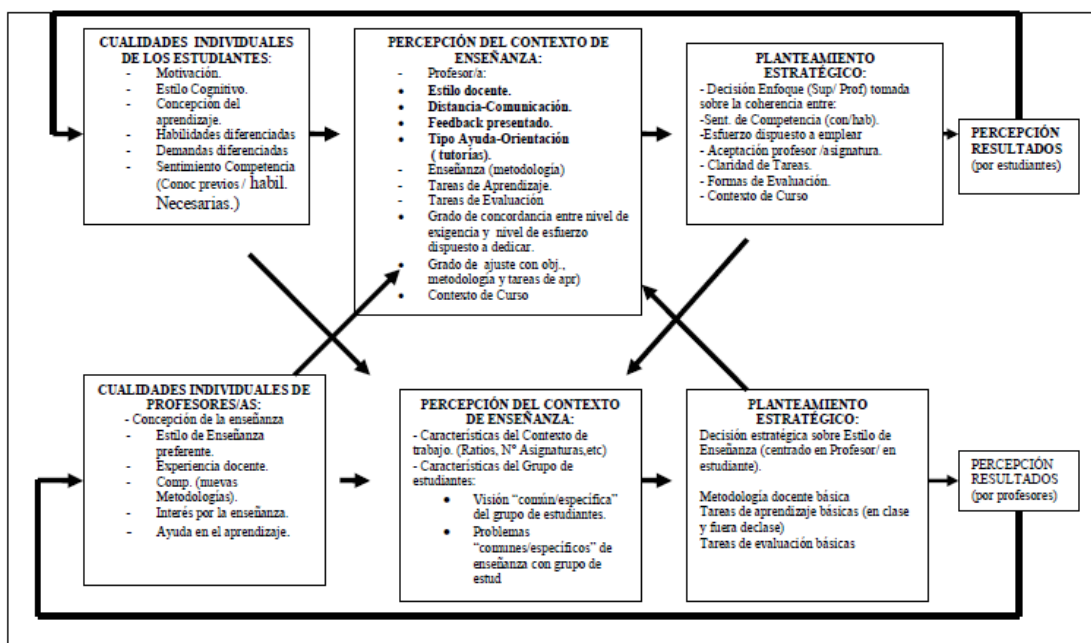 CUALIDADES INDIVIDUALES
DE LOS ESTUDIANTES:
- Motivación.
- Estilo Cognitivo.
- Concepción del
aprendizaje.
- Habilidades diferenciadas
- Demandas diferenciadas
- Sentimiento Competencia
(Conoc previos / habil.
Necesarias.)
PERCEPCIÓN DEL CONTEXTO DE
ENSEÑANZA:
- Profesor/a:
• Estilo docente.
• Distancia-Comunicación.
• Feedback presentado.
• Tipo Ayuda-Orientación
( tutorías).
- Enseñanza (metodología)
- Tareas de Aprendizaje.
- Tareas de Evaluación
• Grado de concordancia entre nivel de
exigencia y nivel de esfuerzo
dispuesto a dedicar.
• Grado de ajuste con obj.,
metodología y tareas de apr)
• Contexto de Curso
PLANTEAMIENTO
ESTRATÉGICO:
- Decisión Enfoque (Sup/ Prof) tomada
sobre la coherencia entre:
-Sent. de Competencia (con/hab).
-Esfuerzo dispuesto a emplear
- Aceptación profesor /asignatura.
- Claridad de Tareas.
- Formas de Evaluación.
- Contexto de Curso
PERCEPCIÓN
RESULTADOS
(por estudiantes)
CUALIDADES INDIVIDUALES DE
PROFESORES/AS:
- Concepción de la enseñanza
- Estilo de Enseñanza
preferente.
- Experiencia docente.
- Comp. (nuevas
Metodologías).
- Interés por la enseñanza.
- Ayuda en el aprendizaje.
PERCEPCIÓN DEL CONTEXTO
DE ENSEÑANZA:
- Características del Contexto de
trabajo. (Ratios, Nº Asignaturas,etc)
- Características del Grupo de
estudiantes:
• Visión “común/específica”
del grupo de estudiantes.
• Problemas
“comunes/específicos” de
enseñanza con grupo de
estud
PLANTEAMIENTO
ESTRATÉGICO:
Decisión estratégica sobre Estilo de
Enseñanza (centrado en Profesor/ en
estudiante).
Metodología docente básica
Tareas de aprendizaje básicas (en clase
y fuera declase)
Tareas de evaluación básicas
PERCEPCIÓN
RESULTADOS
(por profesores)